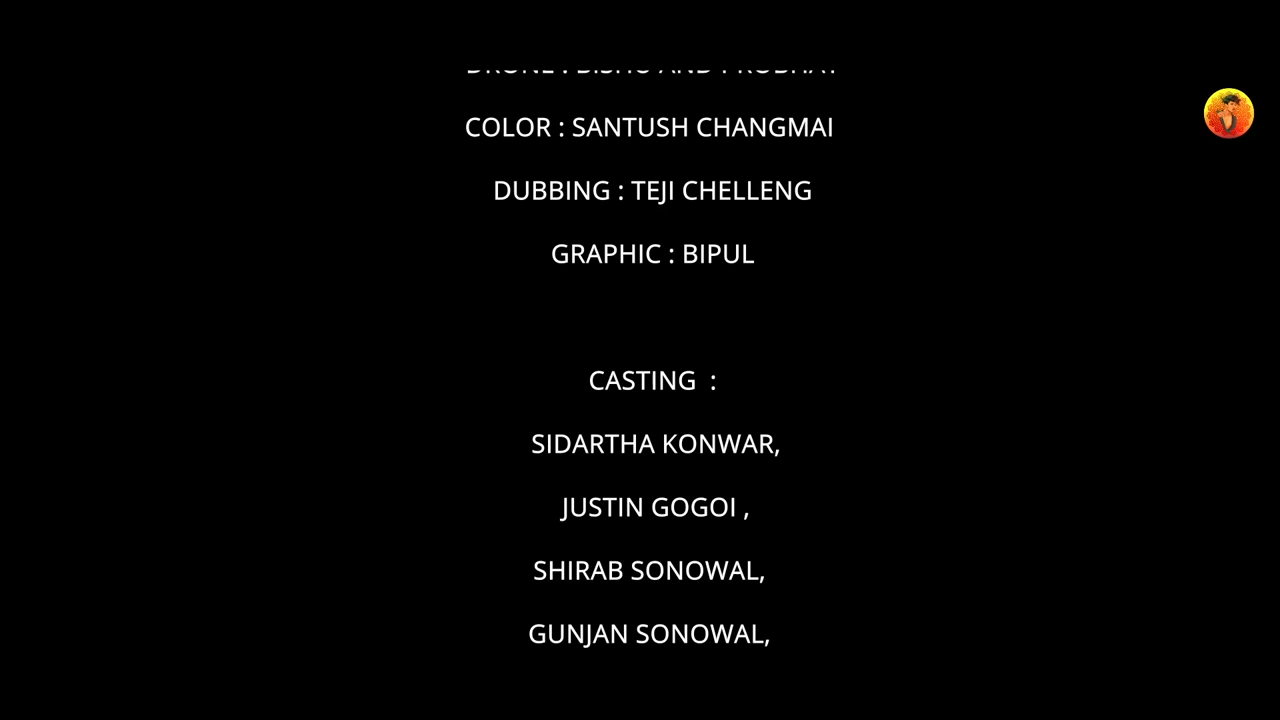 COLOR : SANTUSH CHANGMAI
DUBBING : TEJI CHELLENG
GRAPHIC : BIPUL
CASTING :
SIDARTHA KONWAR,
JUSTIN GOGOI ,
SHIRAB SONOWAL,
GUNJAN SONOWAL,